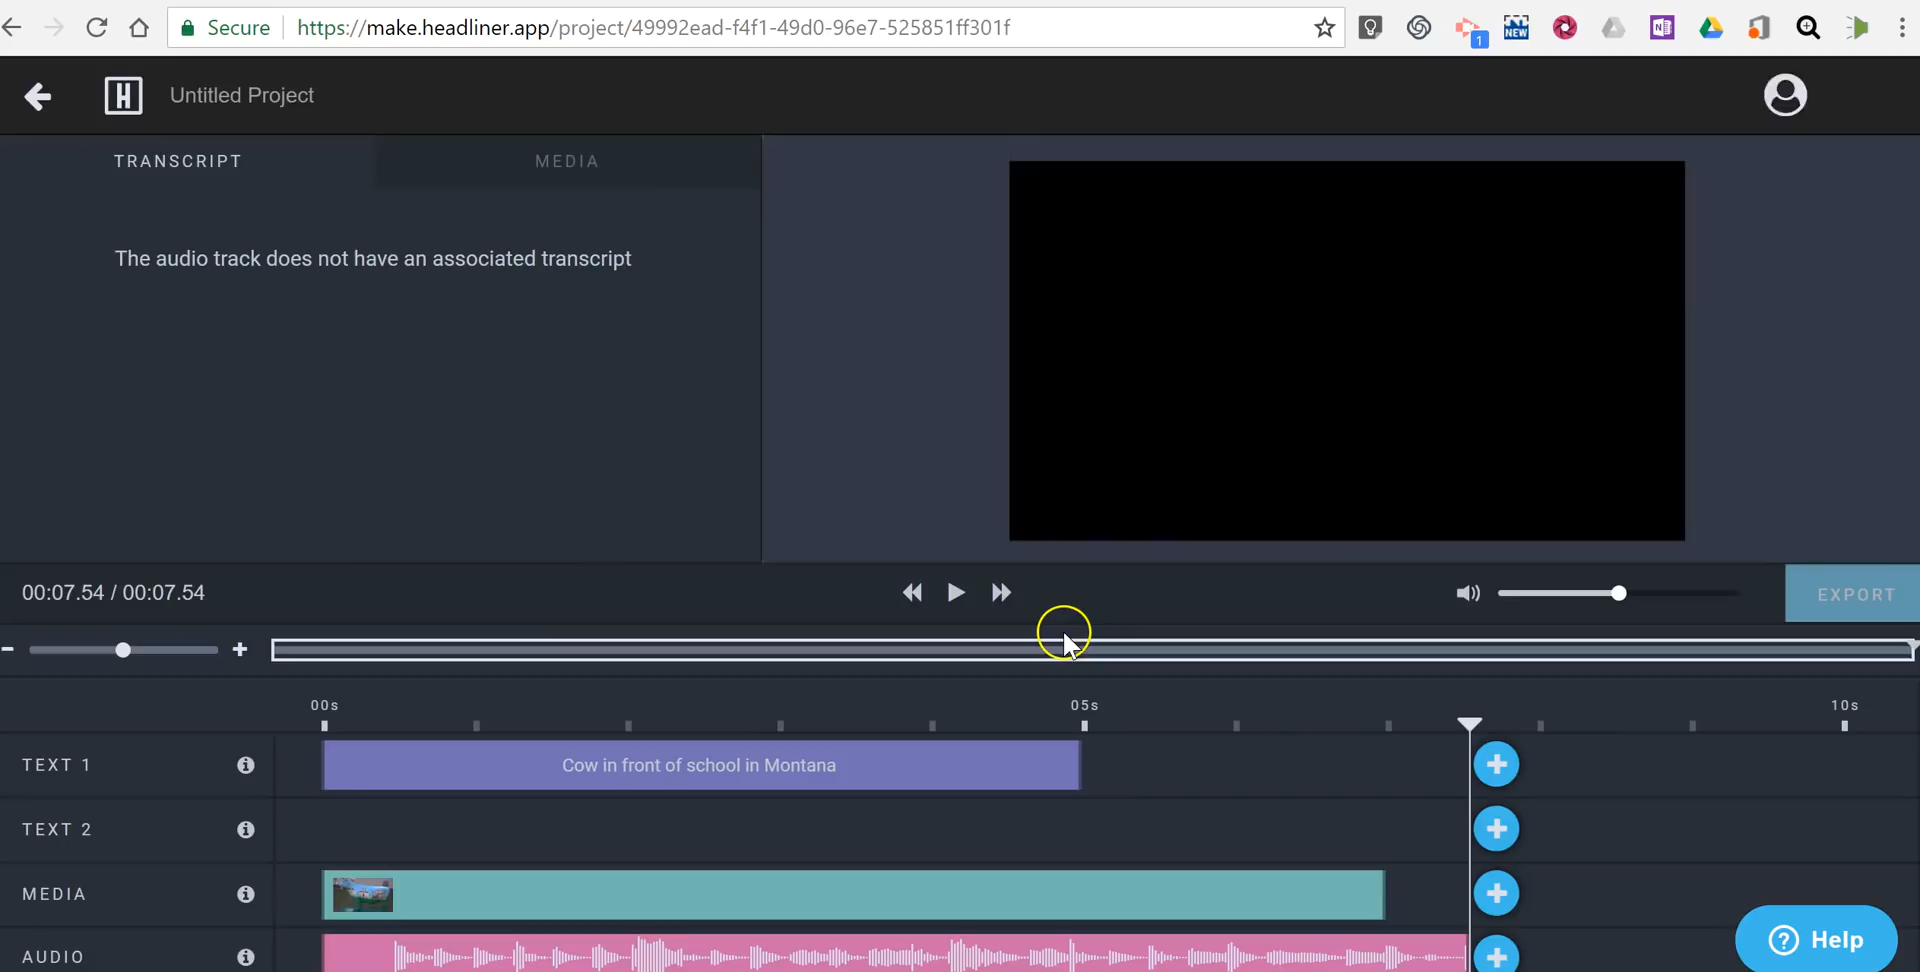 Secure https://make.headliner.app/project/49992ead-f4f1-49d0-96e7-525851ff301f
1
NEW
N
H Untitled Project
TRANSCRIPT MEDIA
The audio track does not have an associated transcript
00:07.54 / 00:07.54
EXPORT
00s 05s 10s
TEXT 1 Cow in front of school in Montana
TEXT 2
MEDIA
AUDIO
? Help